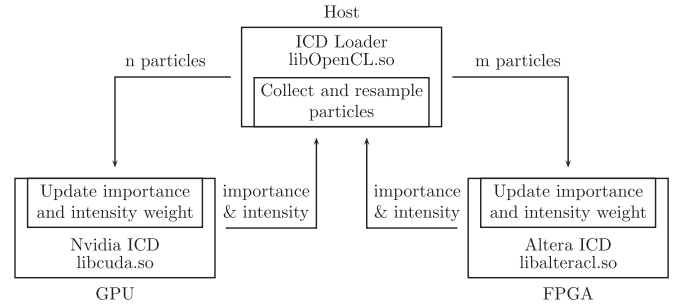 Host
ICD Loader
libOpenCL.so
Collect and resample
particles
n particles
m particles
Update importance
and intensity weight
Nvidia ICD
libcuda.so
GPU
importance
& intensity
importance
& intensity
Update importance
and intensity weight
Altera ICD
libalteracl.so
FPGA